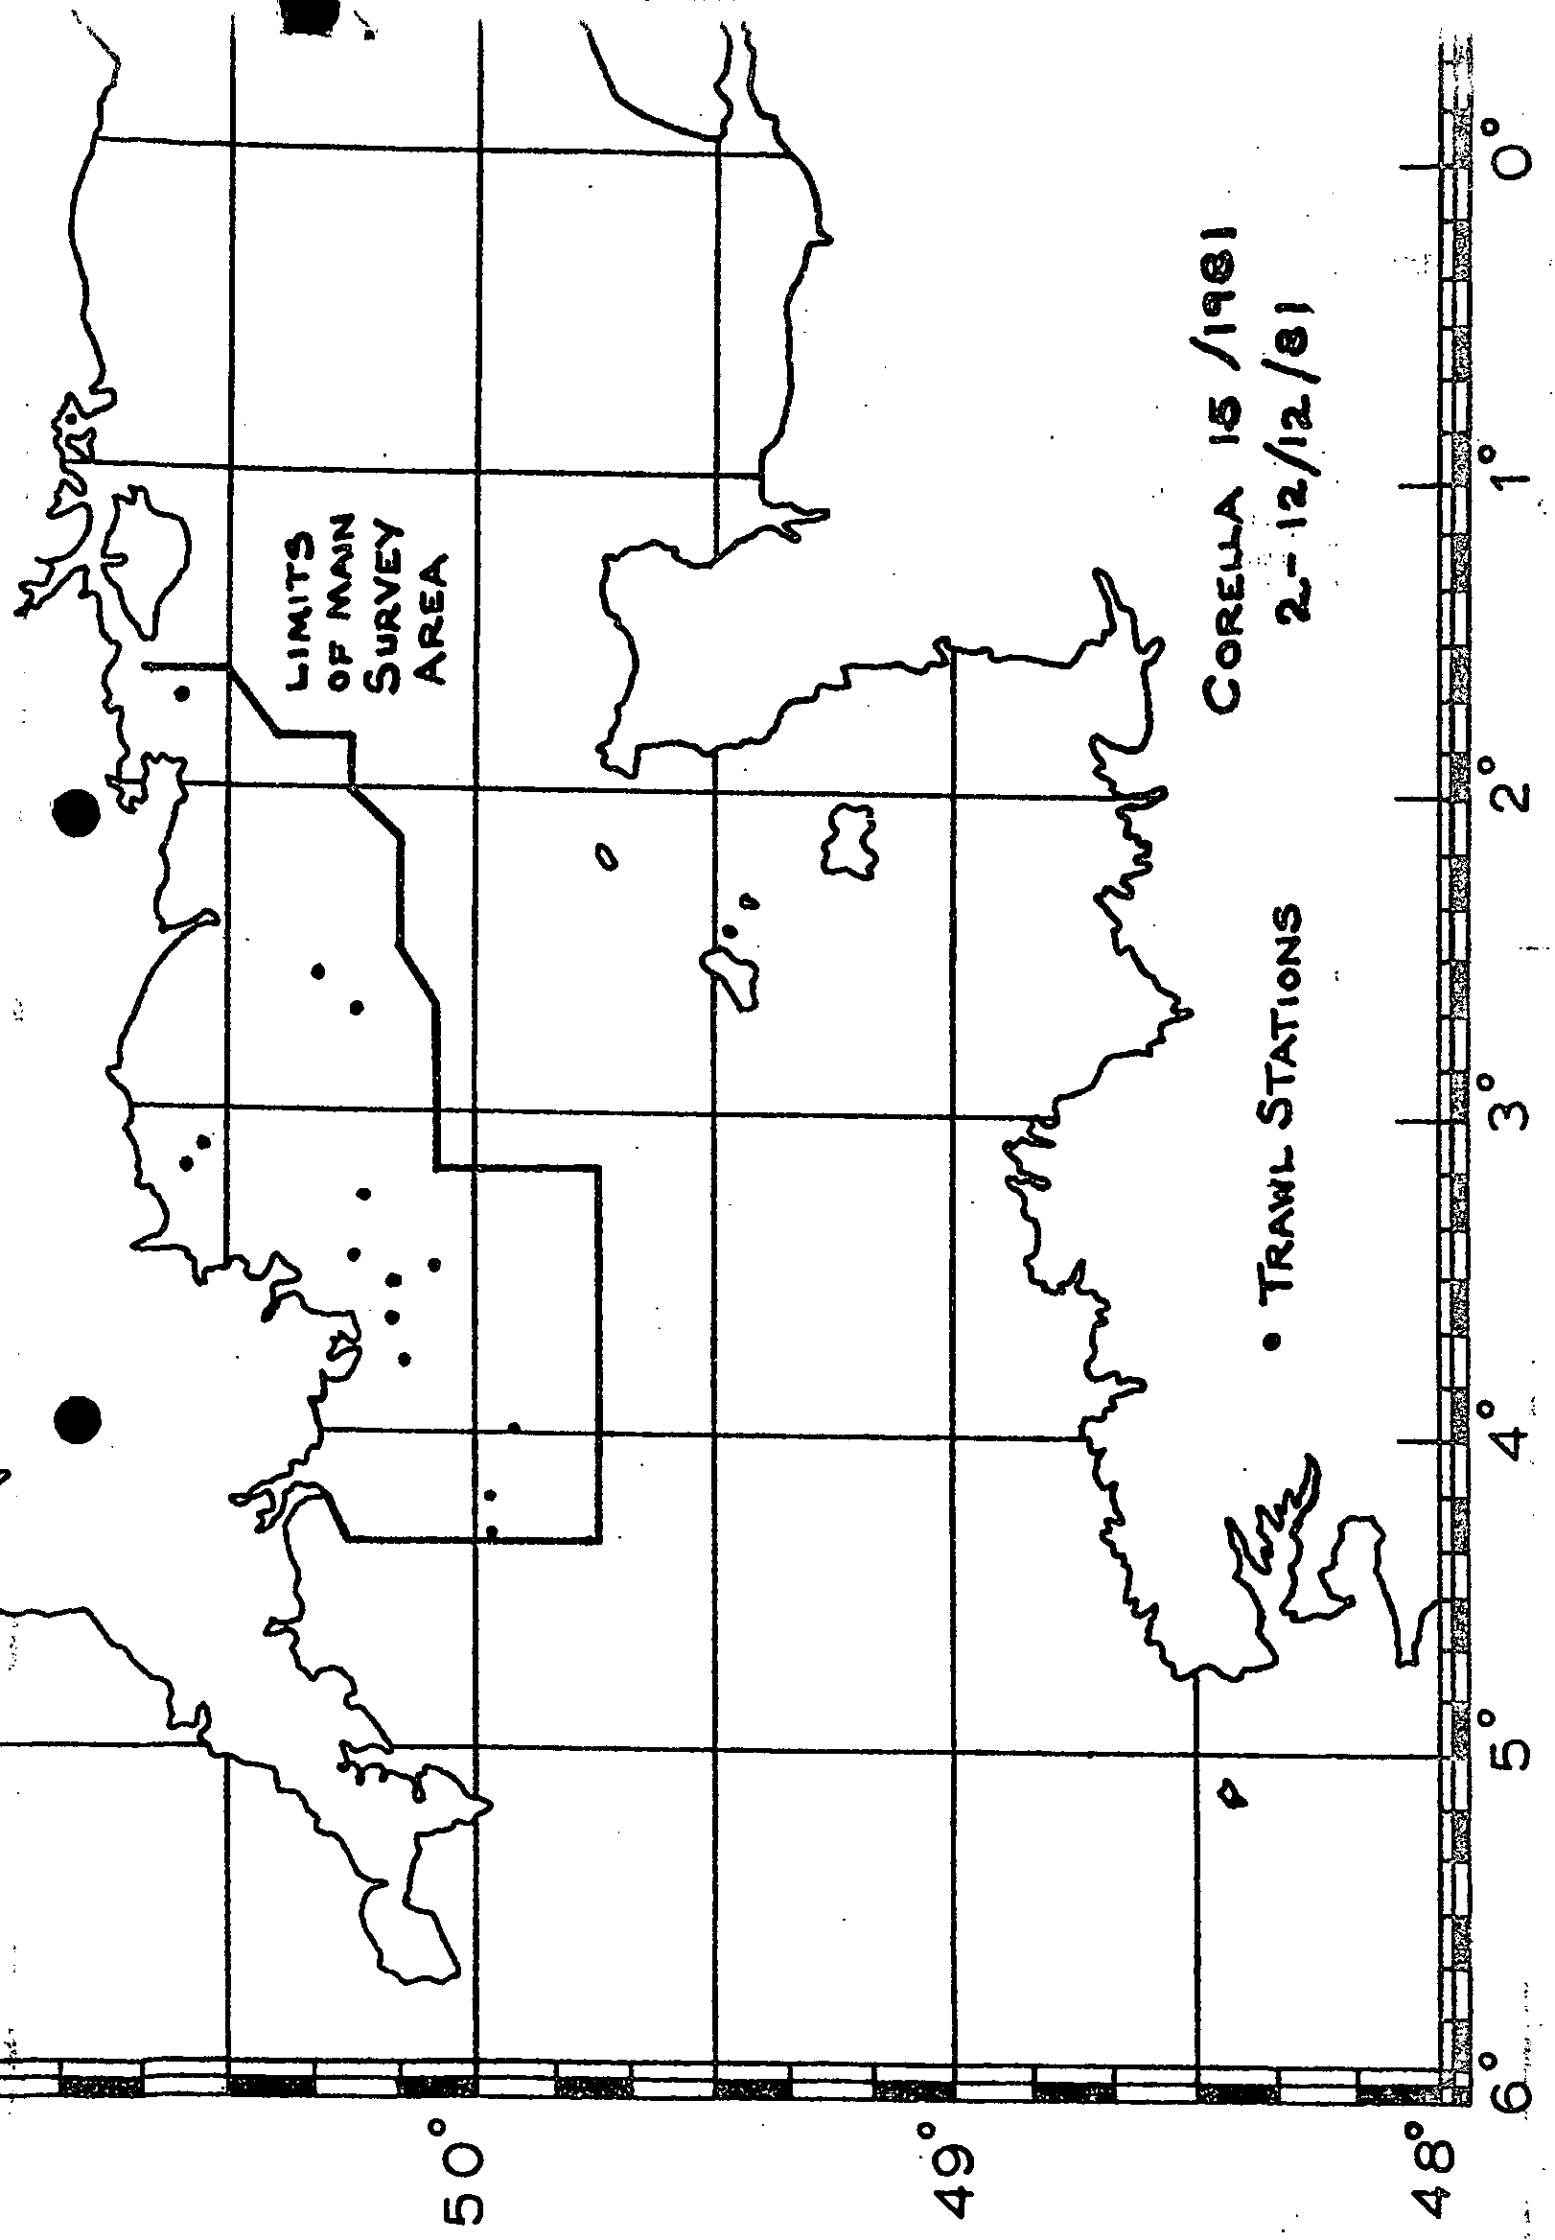 LIMITS
OF MAIN
SURVEY
AREA
CORELLA 15/1981
2-12/12/81
• TRAWL STATIONS
50°
49°
48°
6° 5° 4° 3° 2° 1° 0°